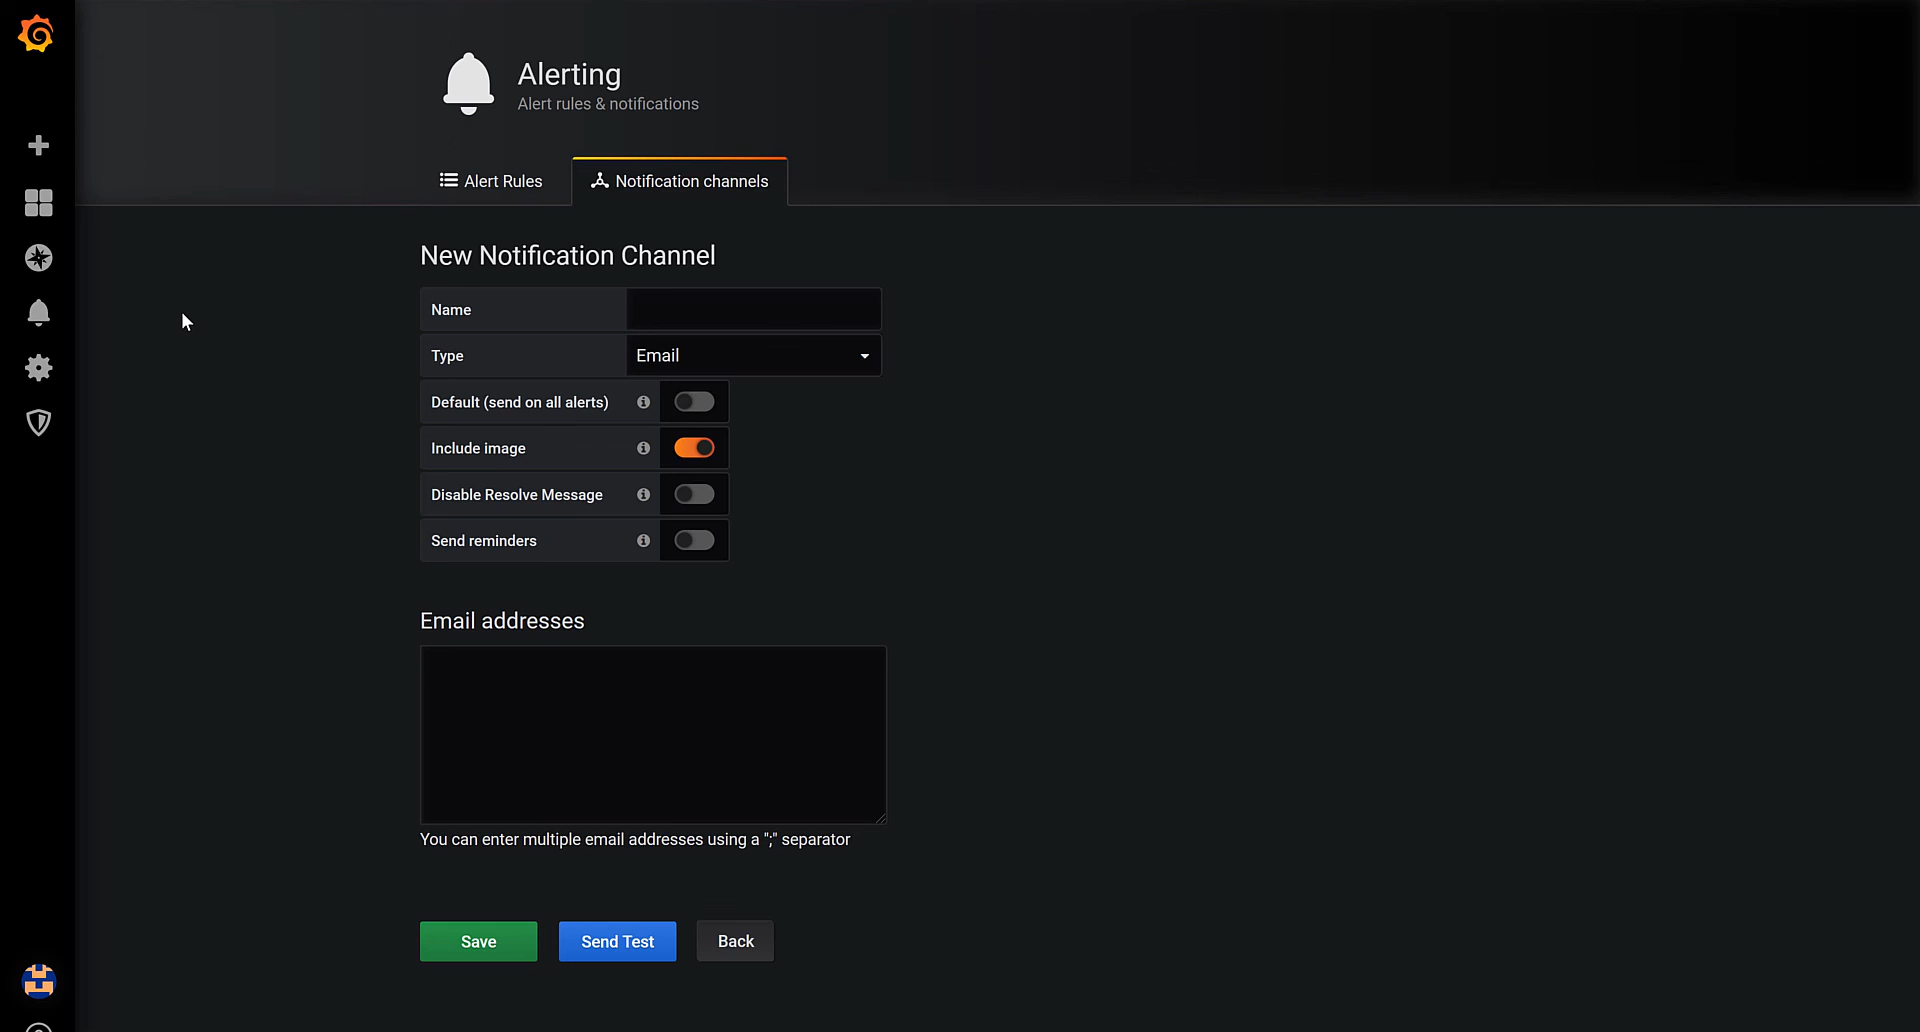 Alerting
Alert rules & notifications
Alert Rules
Notification channels
New Notification Channel
Name
Type
Email
Default (send on all alerts)
Include image
Disable Resolve Message
Send reminders
Email addresses
You can enter multiple email addresses using a ";" separator
Save
Send Test
Back